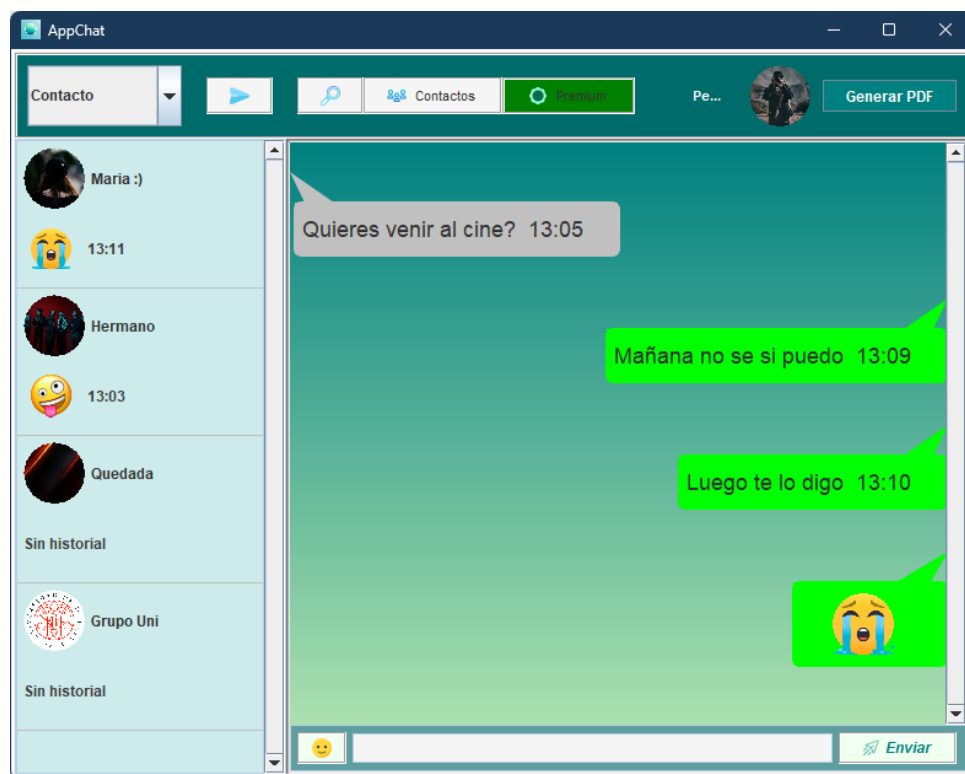 AppChat
Contacto
Contactos
Premium
Pe...
Generar PDF
Maria :)
13:11
Hermano
13:03
Quedada
Sin historial
Grupo Uni
Sin historial
Quieres venir al cine? 13:05
Mañana no se si puedo 13:09
Luego te lo digo 13:10
Enviar